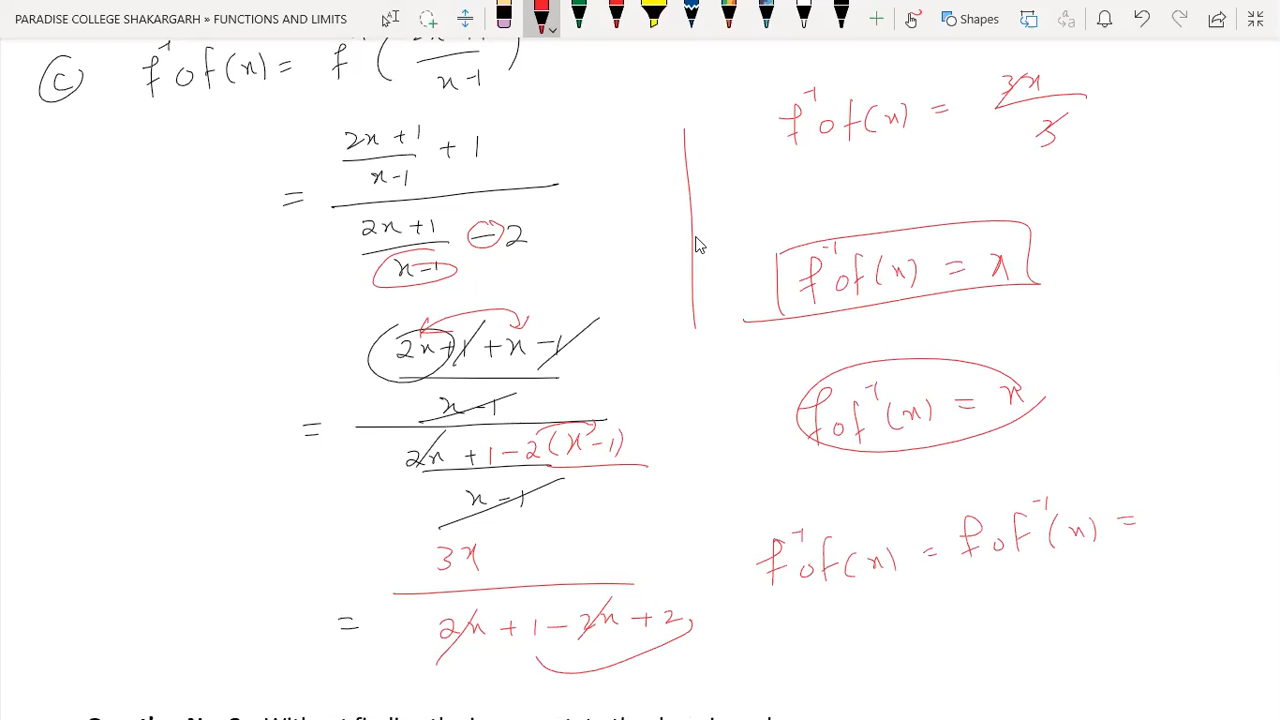 PARADISE COLLEGE SHAKARGARH » FUNCTIONS AND LIMITS
Shapes
(c) f⁻¹of(x) = f ( / x-1 )
= (2x+1 / x-1 + 1) / (2x+1 / x-1 - 2)
= (2x+1+x-1 / x-1) / (2x+1-2(x-1) / x-1)
= 3x / 2x+1-2x+2
f⁻¹of(x) = 3x / 3
f⁻¹of(x) = x
fof⁻¹(x) = x
f⁻¹of(x) = fof⁻¹(x) =